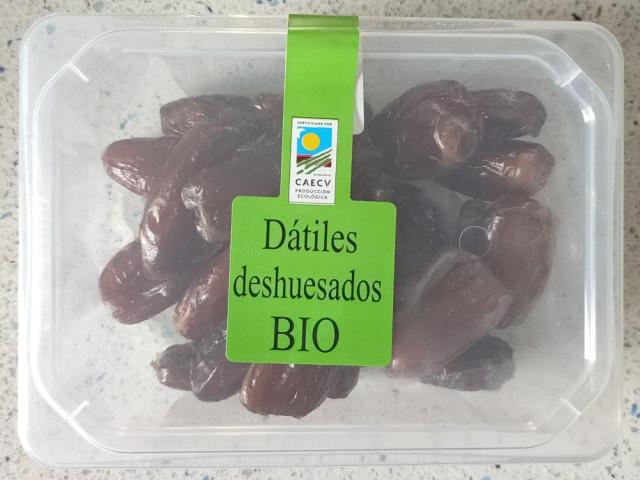 CERTIFICADO POR
CAECV
PRODUCCIÓN
ECOLÓGICA
Dátiles
deshuesados
BIO